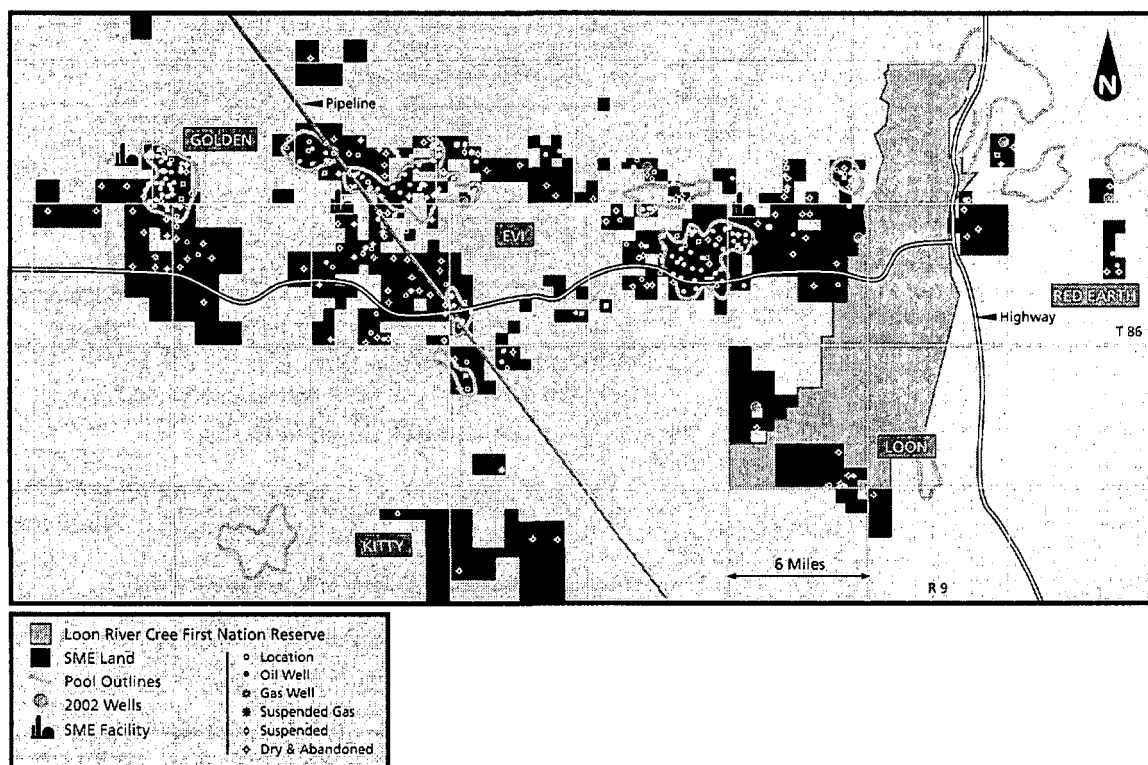 N
Pipeline
GOLDEN
EVI
RED EARTH
Highway
T 86
LOON
KITTY
6 Miles
R 9
Loon River Cree First Nation Reserve
SME Land
Pool Outlines
2002 Wells
SME Facility
Location
Oil Well
Gas Well
Suspended Gas
Suspended
Dry & Abandoned